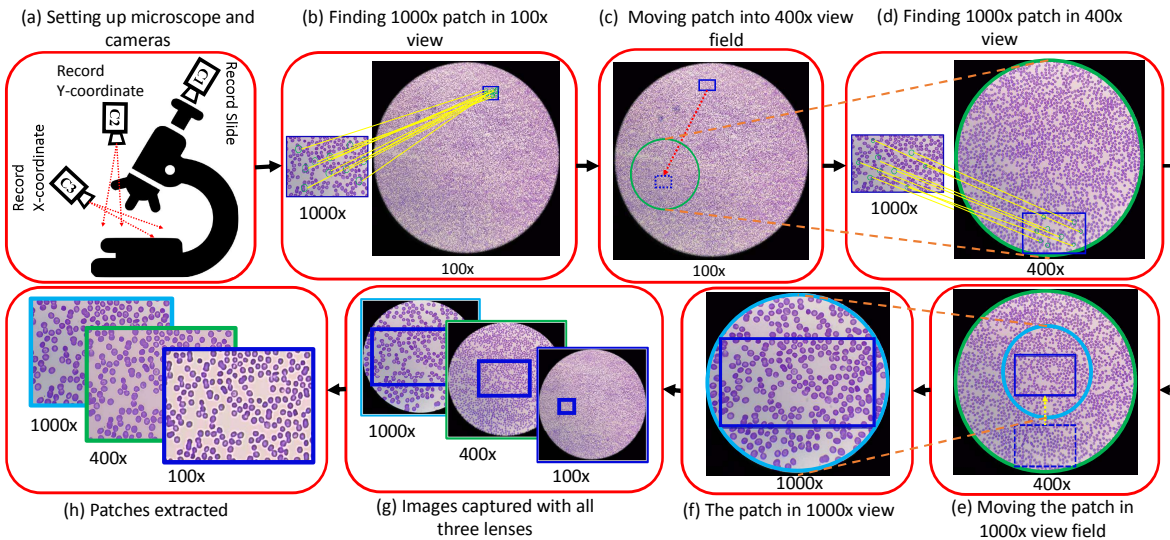 (a) Setting up microscope and
cameras
Record
Y-coordinate
C1
Record Slide
C2
C3
Record
X-coordinate
(b) Finding 1000x patch in 100x
view
1000x
100x
(c) Moving patch into 400x view
field
100x
(d) Finding 1000x patch in 400x
view
1000x
400x
400x
(e) Moving the patch in
1000x view field
1000x
(f) The patch in 1000x view
1000x
400x
100x
(g) Images captured with all
three lenses
1000x
400x
100x
(h) Patches extracted